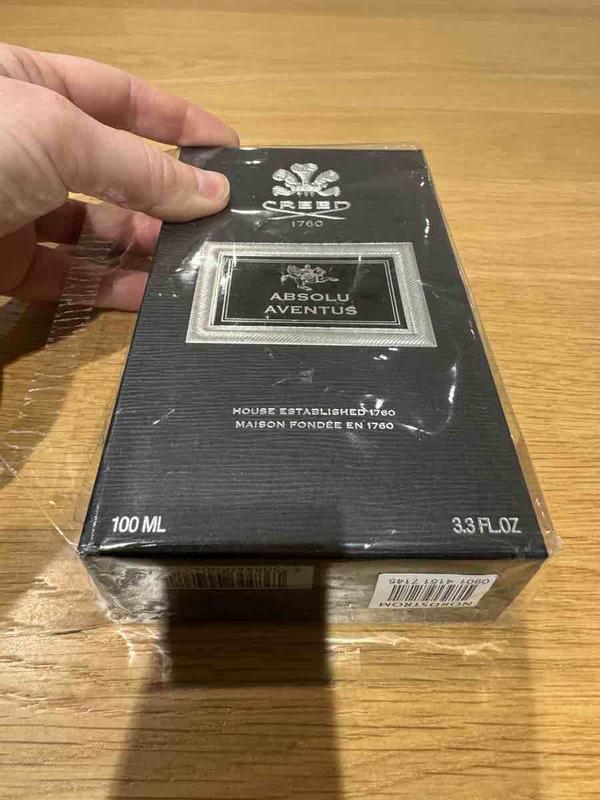 CREED
1760
ABSOLU
AVENTUS
HOUSE ESTABLISHED 1760
MAISON FONDÉE EN 1760
100 ML
3.3 FL.OZ
0901 4151 7145
NORDSTROM